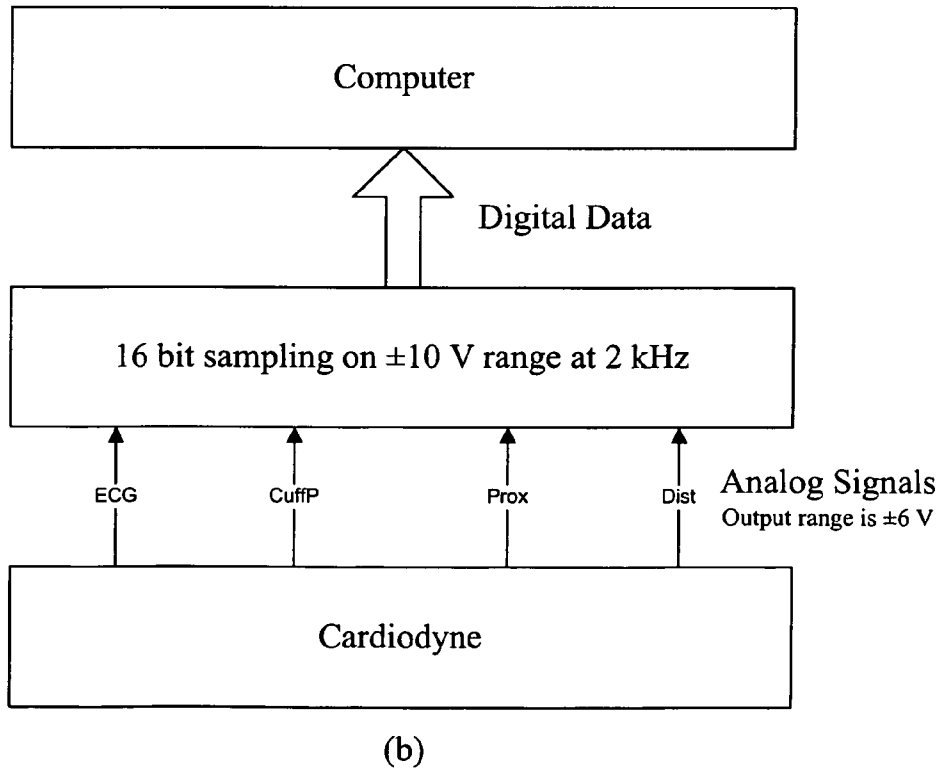 Computer
Digital Data
16 bit sampling on ±10 V range at 2 kHz
ECG CuffP Prox Dist Analog Signals
Output range is ±6 V
Cardiodyne
(b)